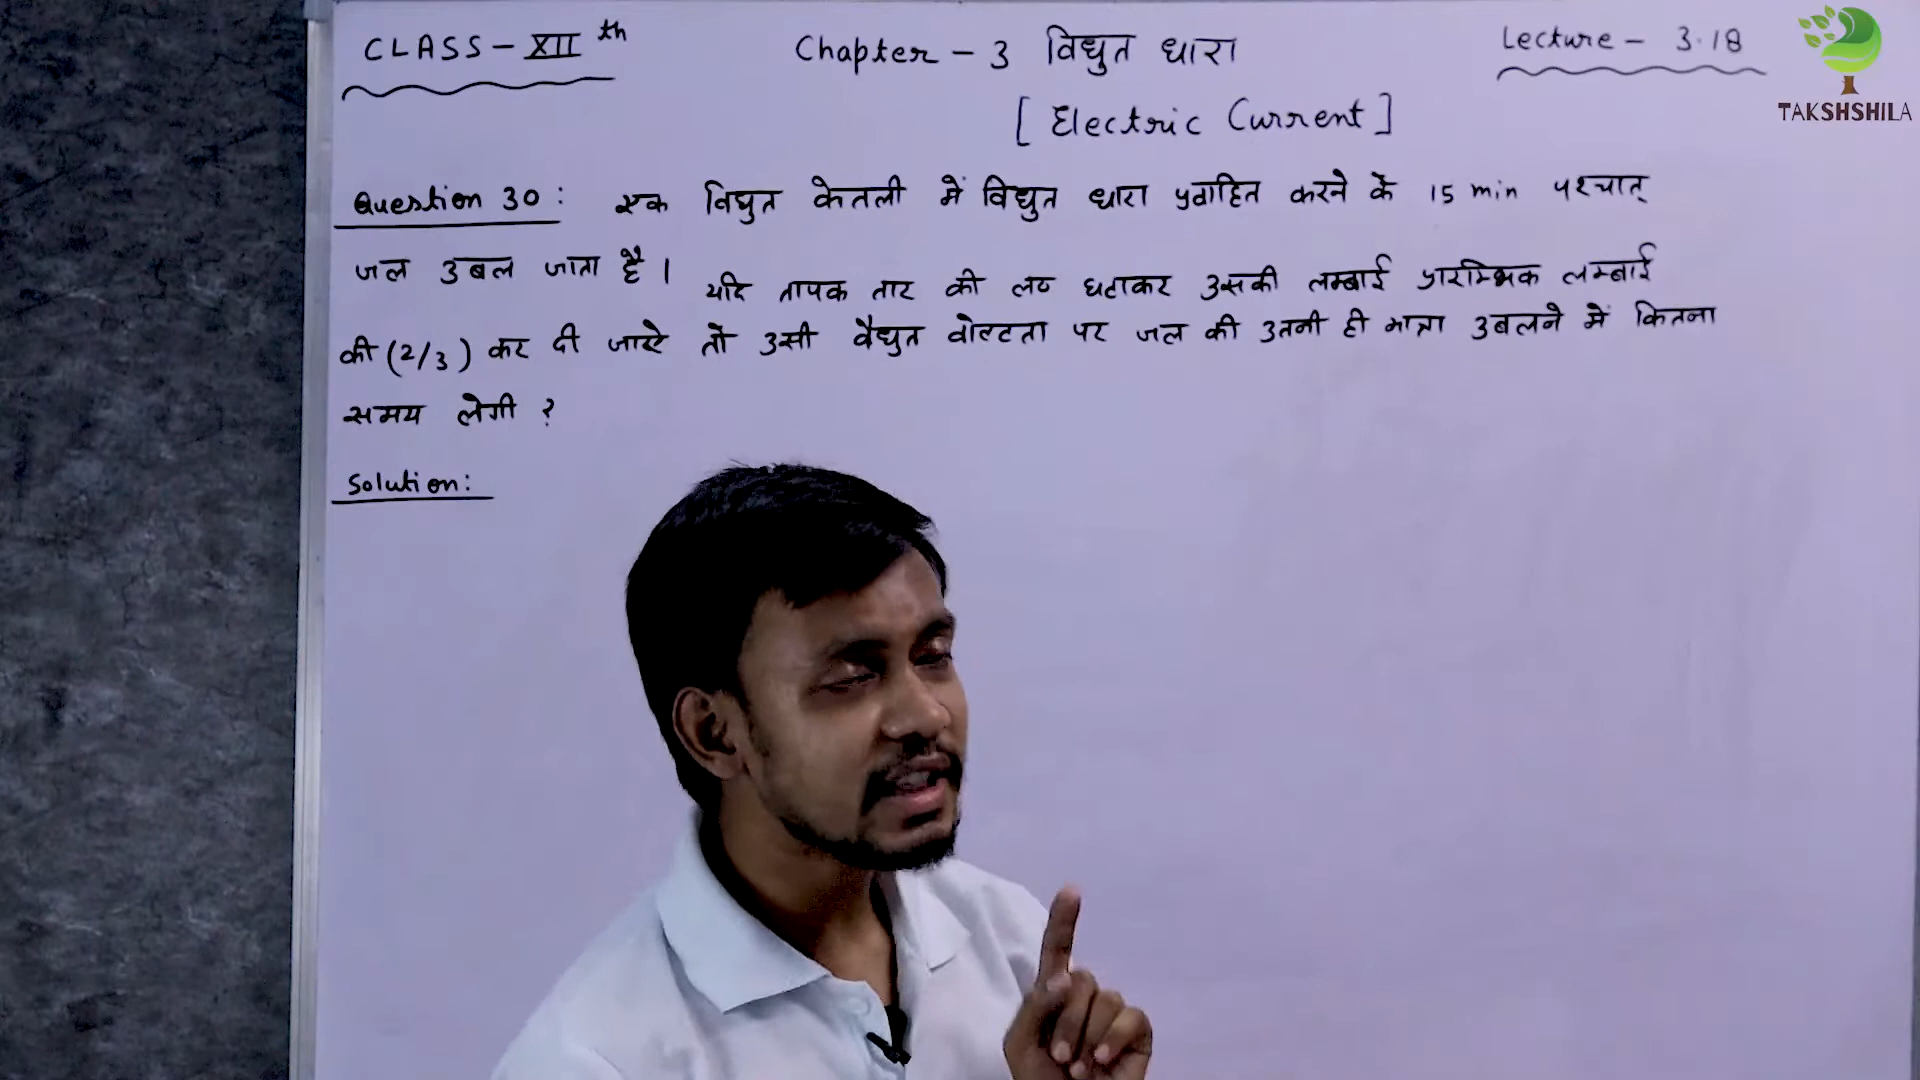 CLASS - XII th
Chapter - 3 विद्युत धारा
Lecture - 3.18
[ Electric Current ]
TAKSHSHILA
Question 30 : एक विद्युत केतली में विद्युत धारा प्रवाहित करने के 15 min पश्चात्
जल उबल जाता है । यदि तापक तार की लम्बाई घटाकर उसकी लम्बाई प्रारम्भिक लम्बाई
की (2/3) कर दी जाये तो उसी वैद्युत वोल्टता पर जल की उतनी ही मात्रा उबलने में कितना
समय लेगी ?
Solution: